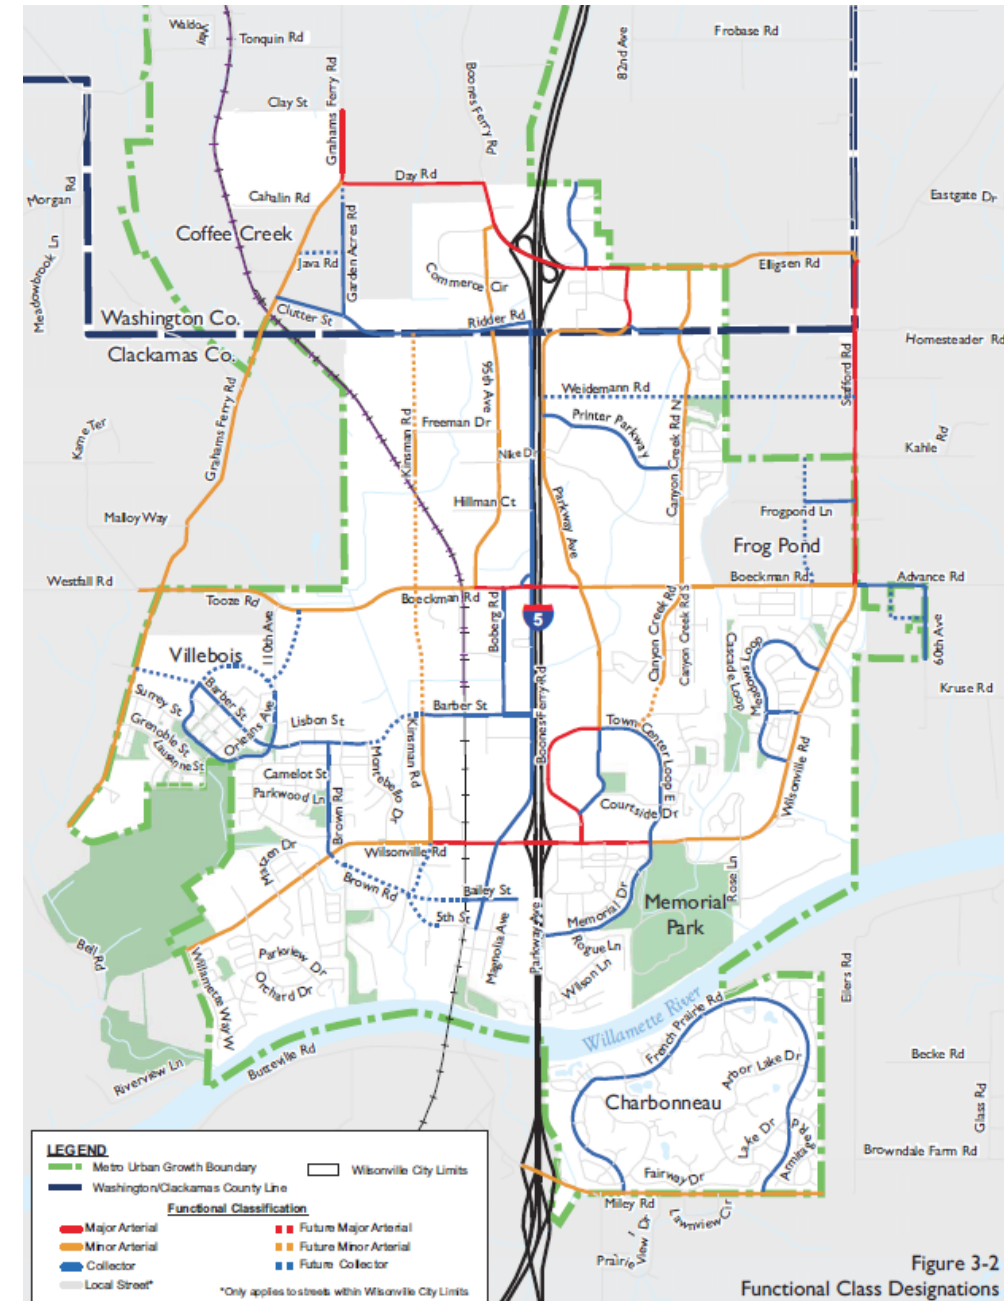 Waldo
Way
Tonquin Rd
82nd Ave
Frobase Rd
Grahams Ferry Rd
Boones Ferry Rd
Clay St
Day Rd
Morgan Rd
Cahalin Rd
Eastgate Dr
Coffee Creek
Garden Acres Rd
Meadowbrook Ln
Java Rd
Commerce Cir
Elligsen Rd
Clutter St
Ridder Rd
Washington Co.
Clackamas Co.
Homesteader Rd
Stafford Rd
95th Ave
Weidemann Rd
Grahams Ferry Rd
Kinsman Rd
Freeman Dr
Printer Parkway
Canyon Creek Rd N
Kame Ter
Kahle Rd
Nike Dr
Hillman Ct
Parkway Ave
Malloy Way
Frogpond Ln
Frog Pond
Westfall Rd
Boeckman Rd
Boeckman Rd
Advance Rd
Tooze Rd
110th Ave
Boberg Rd
5
Canyon Creek Rd
Canyon Creek Rd S
60th Ave
Villebois
Cascade Loop
Meadows Loop
Kruse Rd
Surrey St
Barber St
Grenoble St
Lausanne St
Orleans Ave
Lisbon St
Barber St
Boones Ferry Rd
Town Center Loop E
Kinsman Rd
Montebello Dr
Camelot St
Parkwood Ln
Brown Rd
Courtside Dr
Wilsonville Rd
Matzen Dr
Wilsonville Rd
Brown Rd
Bailey St
5th St
Rose Ln
Memorial Dr
Memorial
Park
Magnolia Ave
Parkway Ave
Rogue Ln
Wilson Ln
Bell Rd
Parkview Dr
Orchard Dr
Willamette Way W
Eilers Rd
Willamette River
French Prairie Rd
Butteville Rd
Riverview Ln
Arbor Lake Dr
Becke Rd
Glass Rd
Charbonneau
Lake Dr
Armitage Rd
Browndale Farm Rd
Fairway Dr
Miley Rd
Lawnview Cir
Prairie View Dr
LEGEND
Metro Urban Growth Boundary
Wilsonville City Limits
Washington/Clackamas County Line
Functional Classification
Major Arterial
Future Major Arterial
Minor Arterial
Future Minor Arterial
Collector
Future Collector
Local Street*
*Only applies to streets within Wilsonville City Limits
Figure 3-2
Functional Class Designations